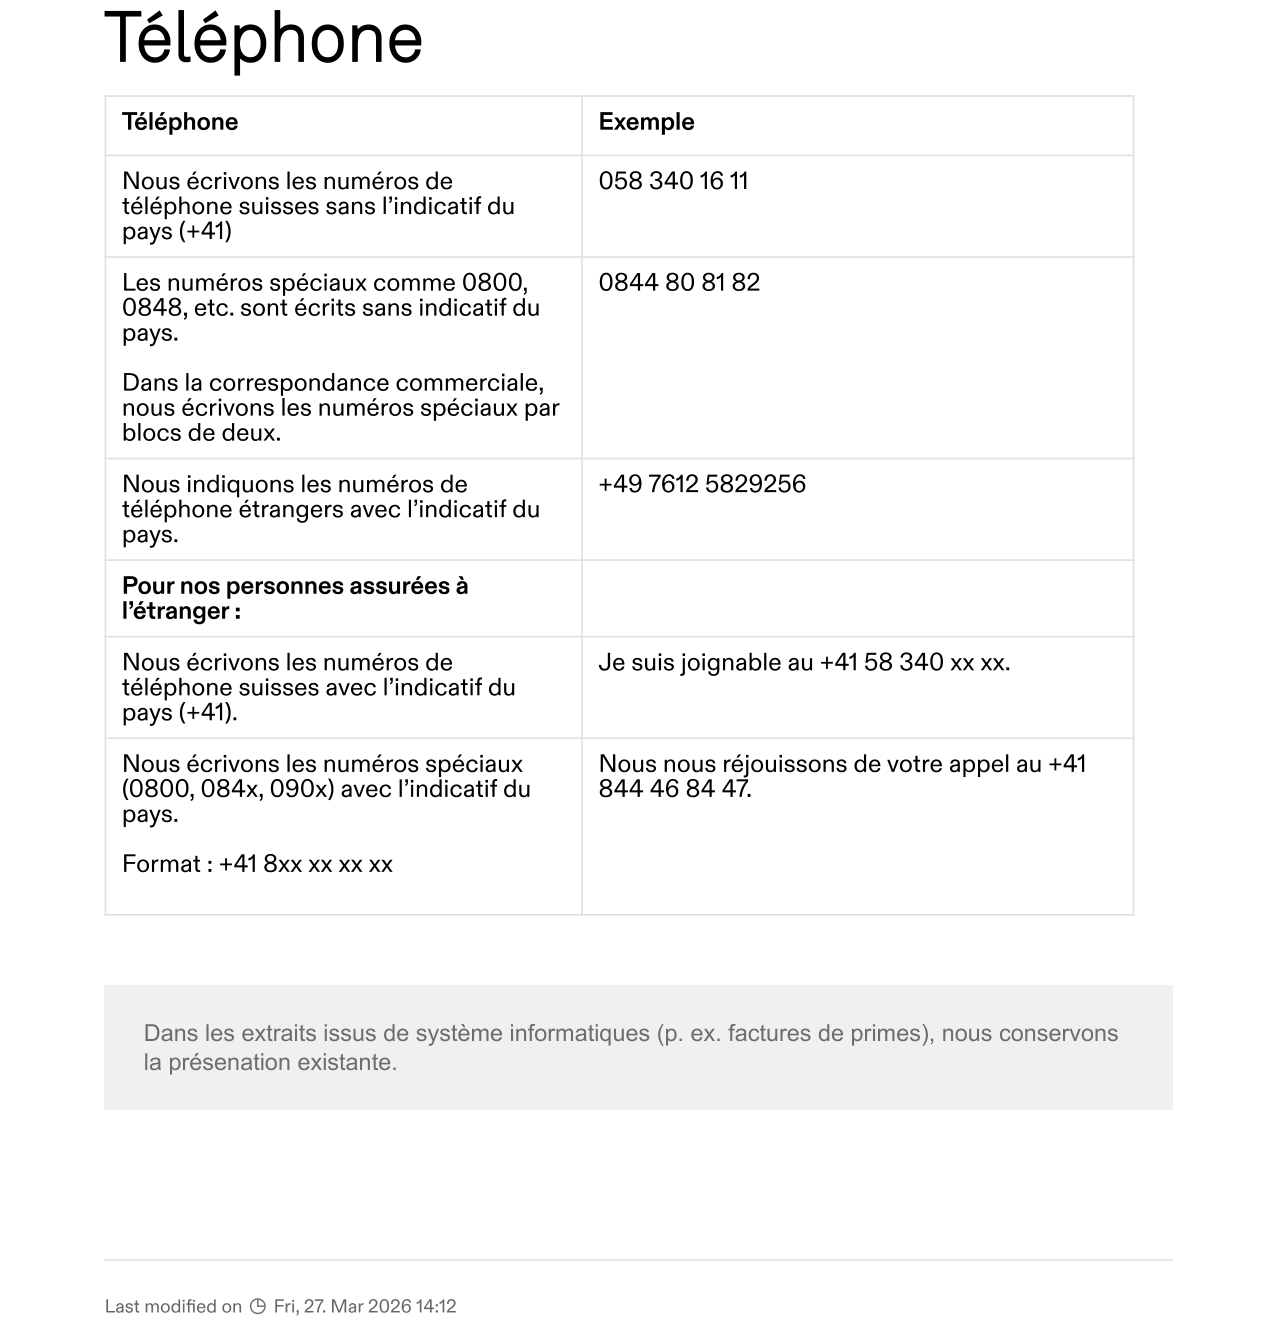 Téléphone
Téléphone
Exemple
Nous écrivons les numéros de
téléphone suisses sans l’indicatif du
pays (+41)
058 340 16 11
Les numéros spéciaux comme 0800,
0848, etc. sont écrits sans indicatif du
pays.
Dans la correspondance commerciale,
nous écrivons les numéros spéciaux par
blocs de deux.
0844 80 81 82
Nous indiquons les numéros de
téléphone étrangers avec l’indicatif du
pays.
+49 7612 5829256
Pour nos personnes assurées à
l’étranger :
Nous écrivons les numéros de
téléphone suisses avec l’indicatif du
pays (+41).
Je suis joignable au +41 58 340 xx xx.
Nous écrivons les numéros spéciaux
(0800, 084x, 090x) avec l’indicatif du
pays.
Format : +41 8xx xx xx xx
Nous nous réjouissons de votre appel au +41
844 46 84 47.
Dans les extraits issus de système informatiques (p. ex. factures de primes), nous conservons
la présenation existante.
Last modified on Fri, 27. Mar 2026 14:12